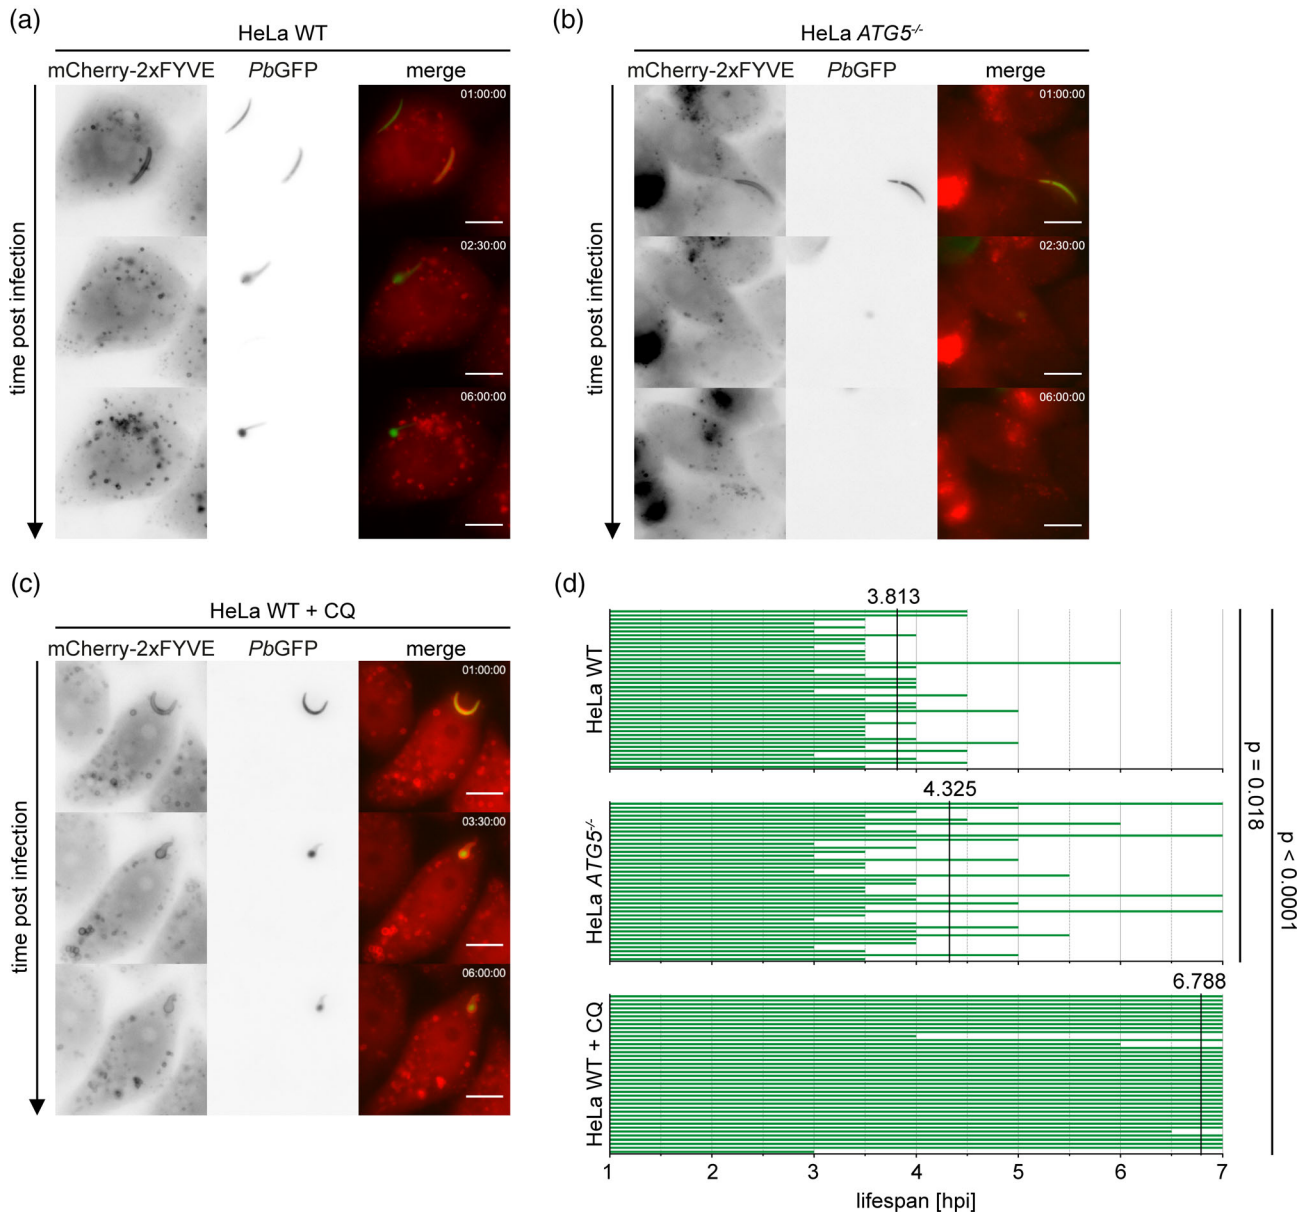 (a)
HeLa WT
mCherry-2xFYVE PbGFP merge
time post infection
01:00:00
02:30:00
06:00:00
(b)
HeLa ATG5-/-
mCherry-2xFYVE PbGFP merge
time post infection
01:00:00
02:30:00
06:00:00
(c)
HeLa WT + CQ
mCherry-2xFYVE PbGFP merge
time post infection
01:00:00
03:30:00
06:00:00
(d)
3.813
HeLa WT
4.325
HeLa ATG5-/-
6.788
HeLa WT + CQ
1 2 3 4 5 6 7
lifespan [hpi]
p = 0.018
p < 0.0001